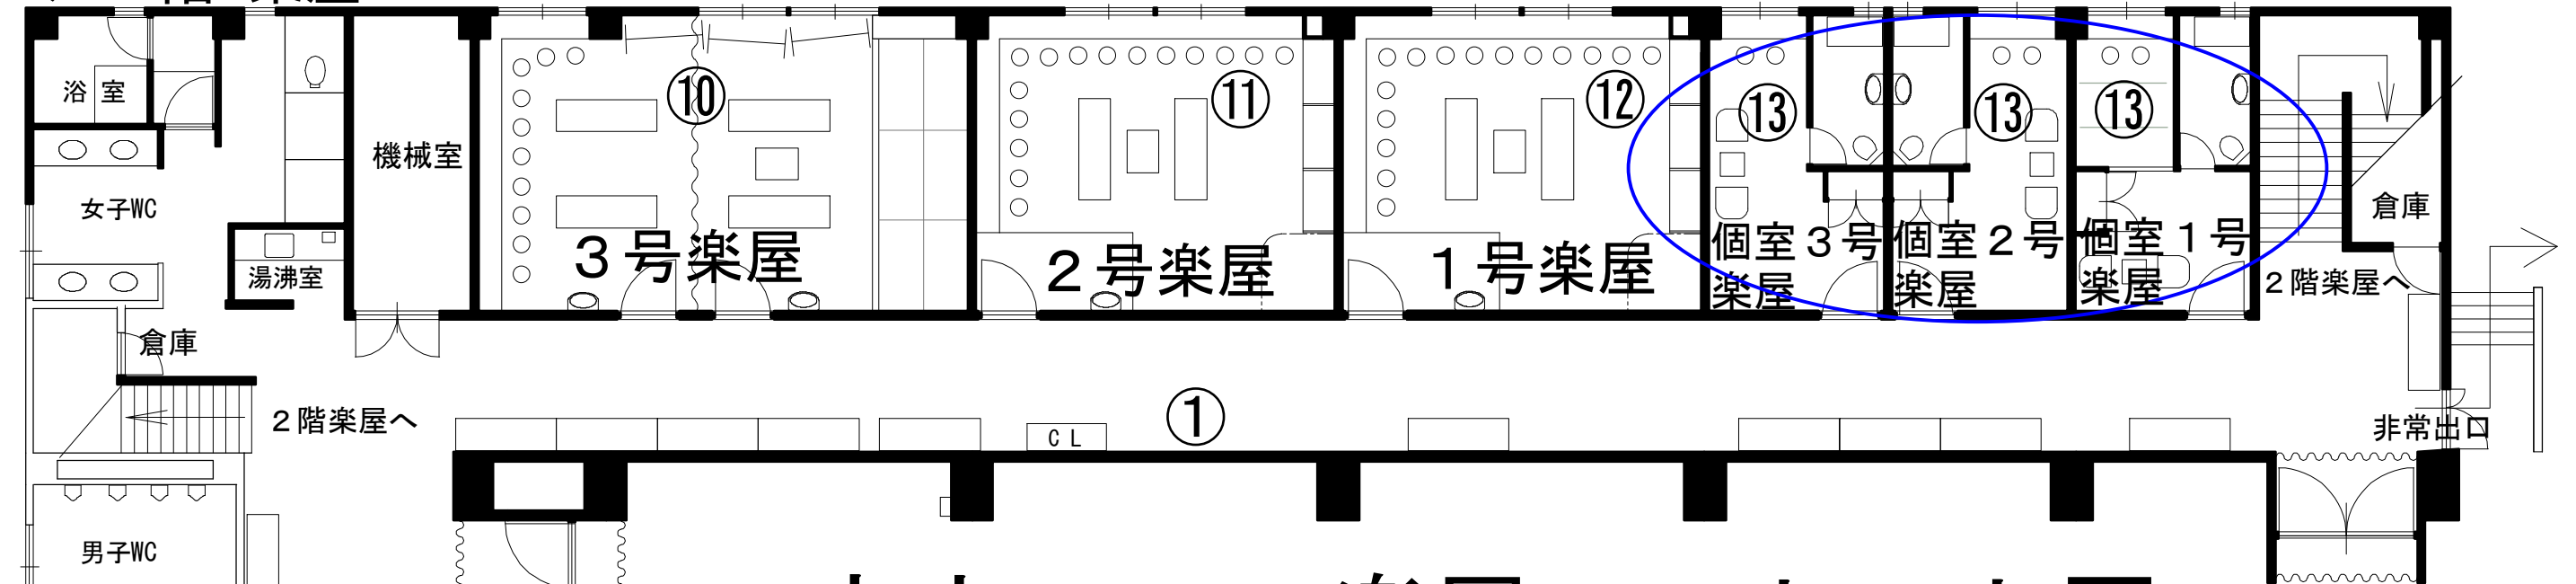 浴室
機械室
女子WC
湯沸室
倉庫
2階楽屋へ
男子WC
⑩
3号楽屋
⑪
2号楽屋
⑫
1号楽屋
⑬
個室3号
楽屋
⑬
個室2号
楽屋
⑬
個室1号
楽屋
倉庫
2階楽屋へ
非常出口
①
CL